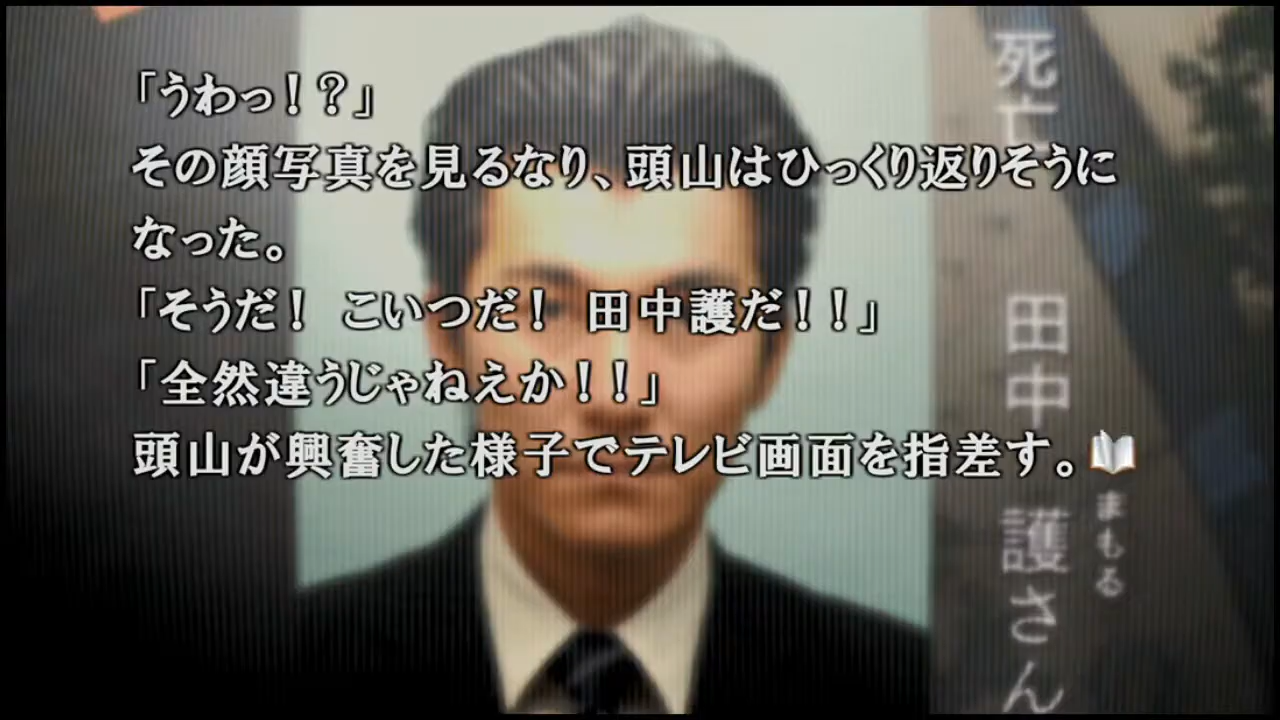 「うわっ！？」
その顔写真を見るなり、頭山はひっくり返りそうに
なった。
「そうだ！　こいつだ！　田中護だ！！」
「全然違うじゃねえか！！」
頭山が興奮した様子でテレビ画面を指差す。
死亡　田中　護さん
まもる